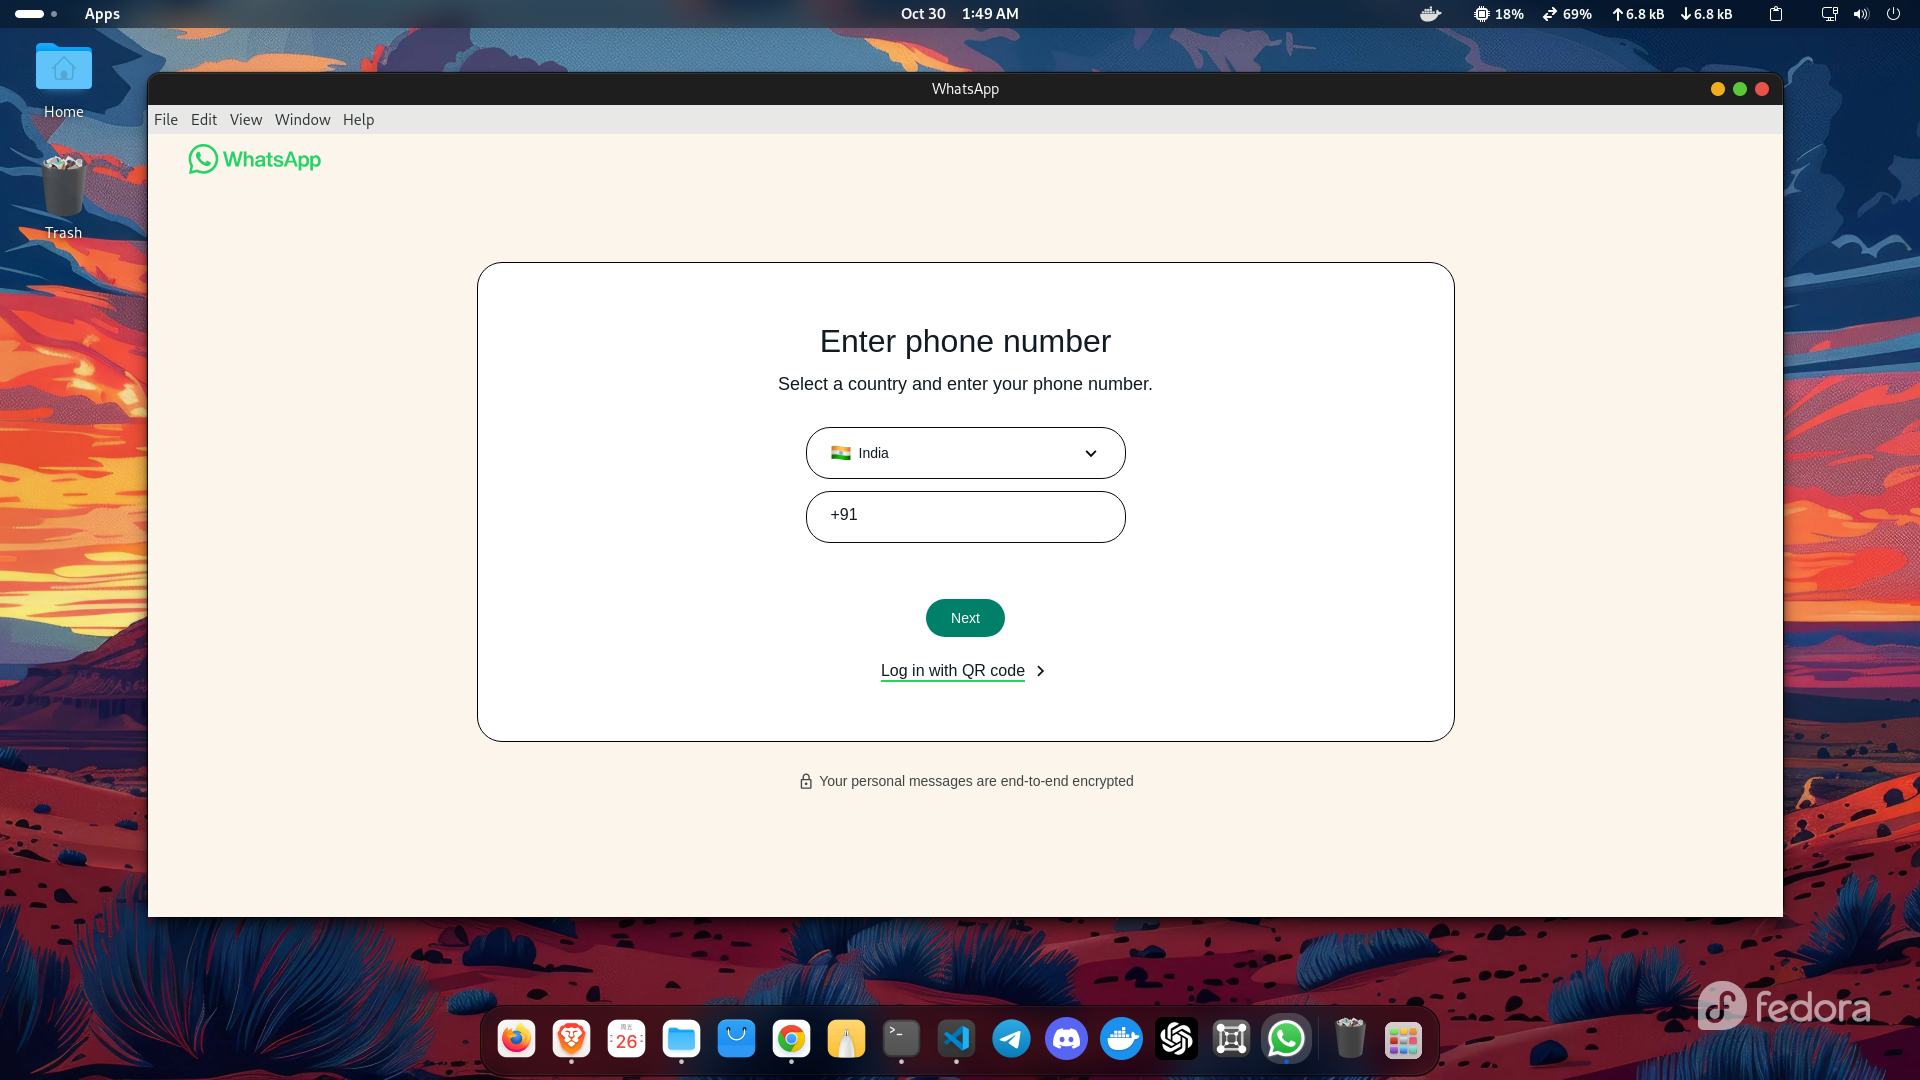 Apps
Oct 30 1:49 AM
18% 69% 6.8 kB 6.8 kB
Home
Trash
WhatsApp
File Edit View Window Help
WhatsApp
Enter phone number
Select a country and enter your phone number.
India
+91
Next
Log in with QR code
Your personal messages are end-to-end encrypted
周五
26
>_
fedora